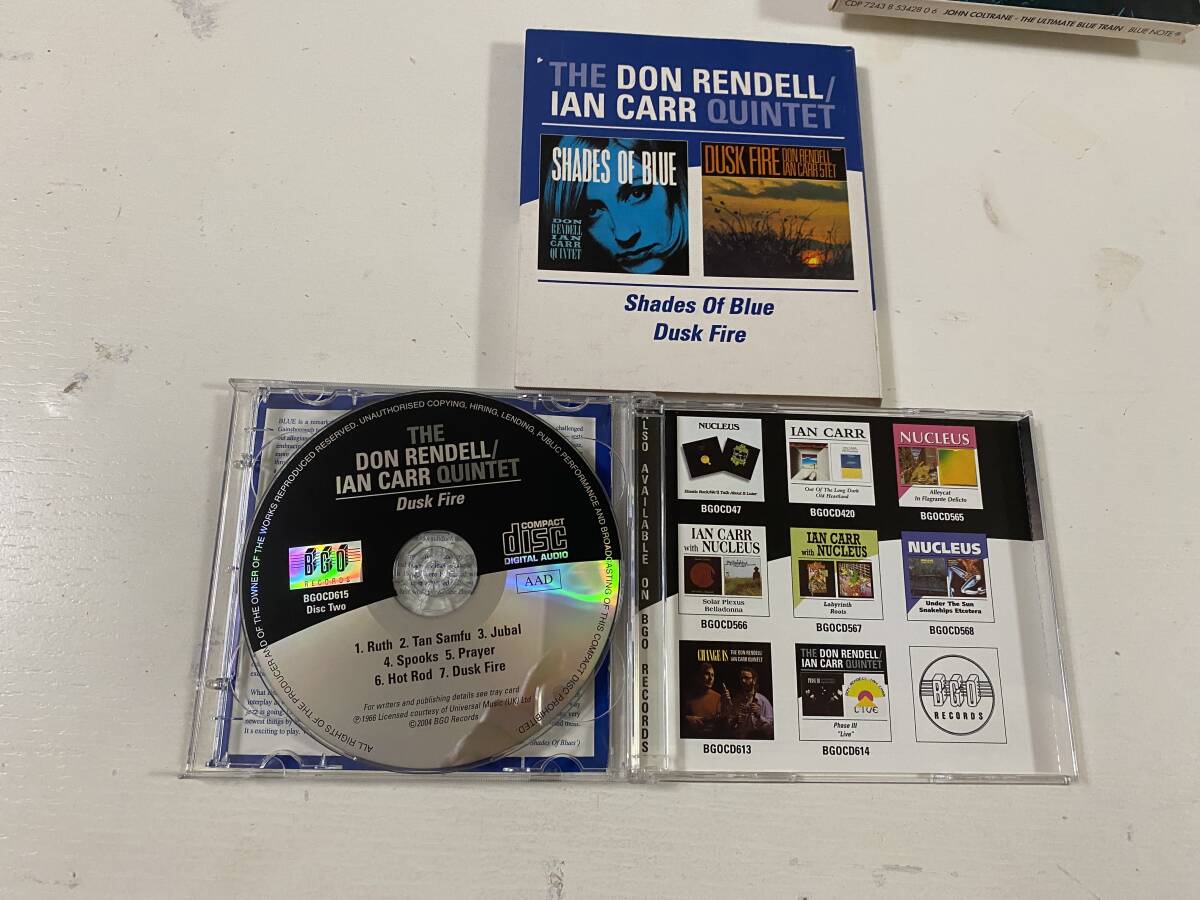 CDP 7243 8 53428 0 6 JOHN COLTRANE - THE ULTIMATE BLUE TRAIN BLUE NOTE®
THE DON RENDELL/
IAN CARR QUINTET
SHADES OF BLUE
DON
RENDELL
IAN
CARR
QUINTET
DUSK FIRE DON RENDELL
IAN CARR 5TET
Shades Of Blue
Dusk Fire
ALL RIGHTS OF THE PRODUCER AND OF THE OWNER OF THE WORKS REPRODUCED RESERVED. UNAUTHORISED COPYING, HIRING, LENDING, PUBLIC PERFORMANCE AND BROADCASTING OF THIS COMPACT DISC PROHIBITED.
THE
DON RENDELL/
IAN CARR QUINTET
Dusk Fire
BGO
RECORDS
BGOCD615
Disc Two
COMPACT
disc
DIGITAL AUDIO
AAD
1. Ruth 2. Tan Samfu 3. Jubal
4. Spooks 5. Prayer
6. Hot Rod 7. Dusk Fire
For writers and publishing details see tray card
℗1966 Licensed courtesy of Universal Music (UK) Ltd
©2004 BGO Records
ALSO AVAILABLE ON BGO RECORDS
NUCLEUS
Elastic Rock/We'll Talk About It Later
BGOCD47
IAN CARR
Out Of The Long Dark
Old Heartland
BGOCD420
NUCLEUS
Alleycat
In Flagrante Delicto
BGOCD565
IAN CARR
with NUCLEUS
Solar Plexus
Belladonna
BGOCD566
IAN CARR
with NUCLEUS
Labyrinth
Roots
BGOCD567
NUCLEUS
Under The Sun
Snakehips Etcetera
BGOCD568
CHANGE IS THE DON RENDELL/
IAN CARR QUINTET
BGOCD613
THE DON RENDELL/
IAN CARR QUINTET
LIVE
Phase III
"Live"
BGOCD614
BGO
RECORDS